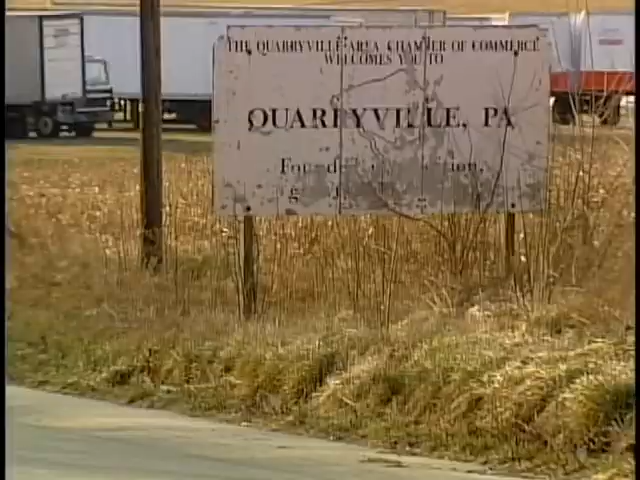 THE QUARRYVILLE AREA CHAMBER OF COMMERCE
WELCOMES YOU TO
QUARRYVILLE, PA